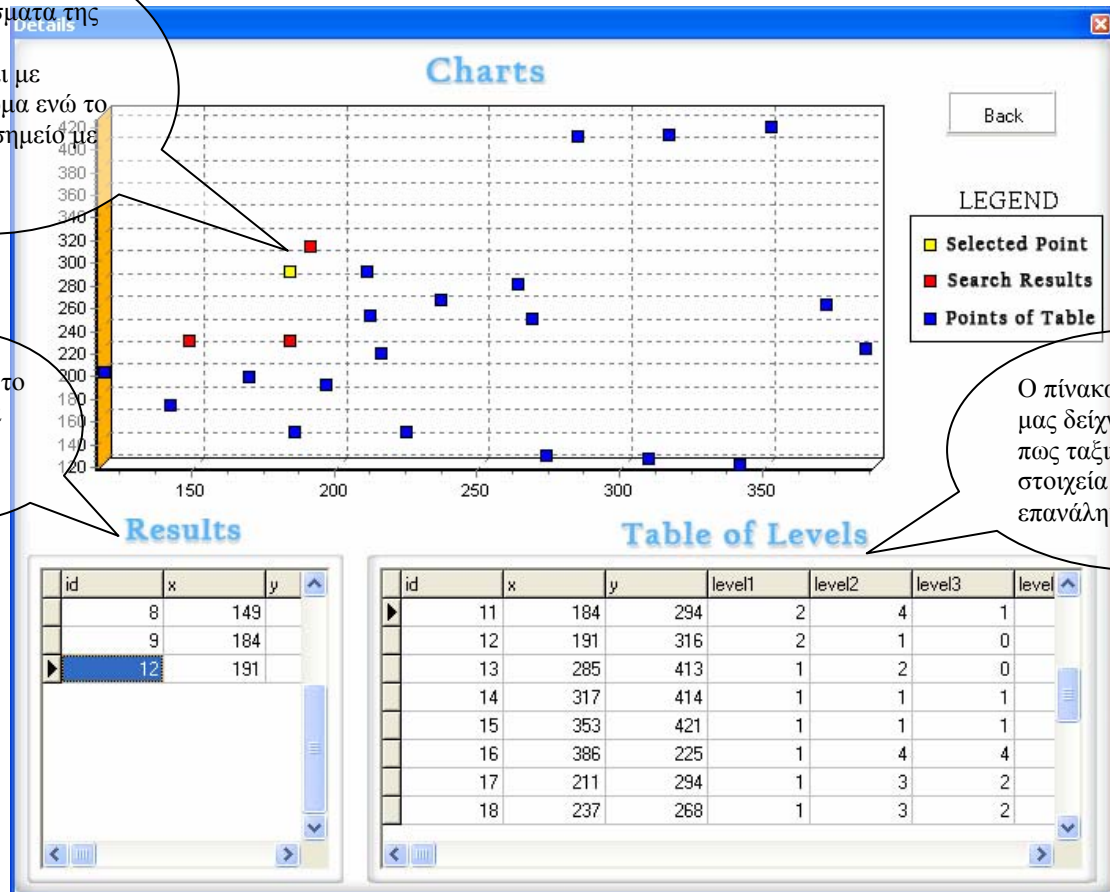 σματα της
Details
ι με
μα ενώ το
σημείο με
Charts
Back
420
400
380
360
340
320
300
280
260
240
220
200
180
160
140
120
150
200
250
300
350
LEGEND
Selected Point
Search Results
Points of Table
το
Ο πίνακα
μας δείχν
πως ταξι
στοιχεία
επανάλη
Results
id x y
8 149
9 184
12 191
Table of Levels
id x y level1 level2 level3 level
11 184 294 2 4 1
12 191 316 2 1 0
13 285 413 1 2 0
14 317 414 1 1 1
15 353 421 1 1 1
16 386 225 1 4 4
17 211 294 1 3 2
18 237 268 1 3 2